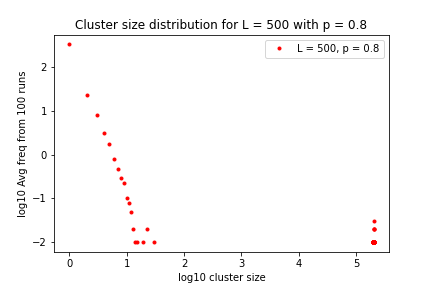 Cluster size distribution for L = 500 with p = 0.8
L = 500, p = 0.8
log10 Avg freq from 100 runs
2
1
0
−1
−2
0
1
2
3
4
5
log10 cluster size